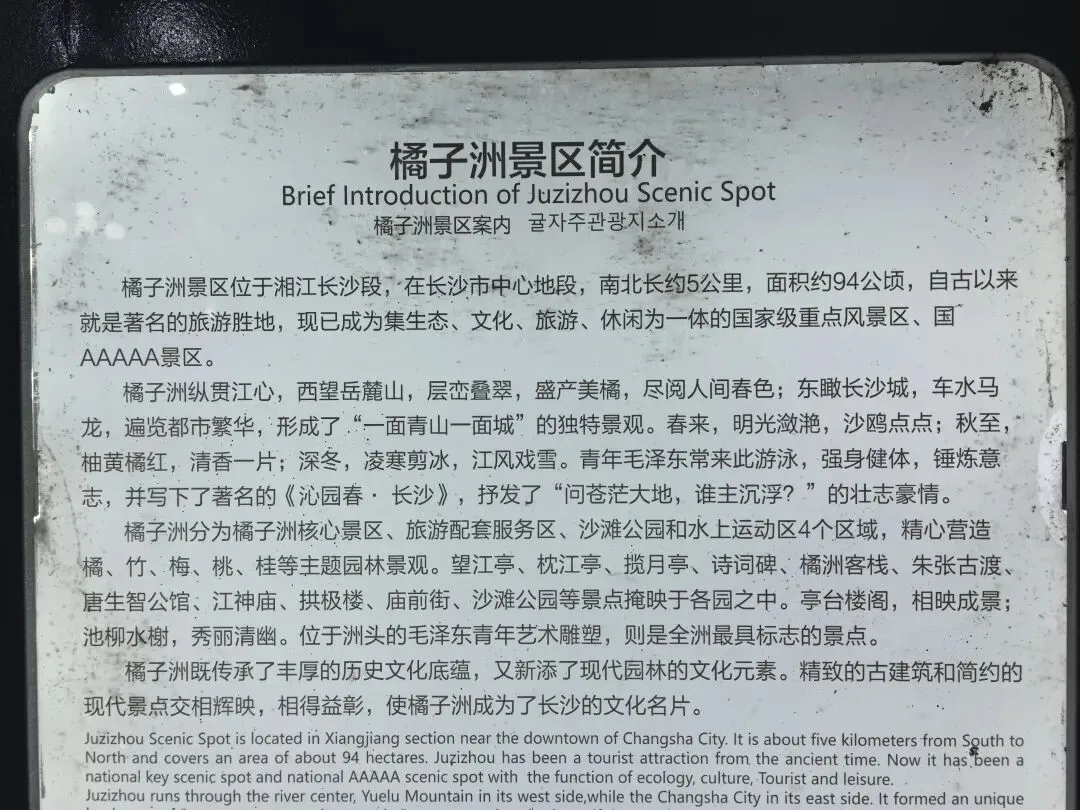 橘子洲景区简介
Brief Introduction of Juzizhou Scenic Spot
橘子洲景区案内 귤자주관광지소개
橘子洲景区位于湘江长沙段，在长沙市中心地段，南北长约5公里，面积约94公顷，自古以来
就是著名的旅游胜地，现已成为集生态、文化、旅游、休闲为一体的国家级重点风景区、国
AAAAA景区。
橘子洲纵贯江心，西望岳麓山，层峦叠翠，盛产美橘，尽阅人间春色；东瞰长沙城，车水马
龙，遍览都市繁华，形成了“一面青山一面城”的独特景观。春来，明光潋滟，沙鸥点点；秋至，
柚黄橘红，清香一片；深冬，凌寒剪冰，江风戏雪。青年毛泽东常来此游泳，强身健体，锤炼意
志，并写下了著名的《沁园春·长沙》，抒发了“问苍茫大地，谁主沉浮？”的壮志豪情。
橘子洲分为橘子洲核心景区、旅游配套服务区、沙滩公园和水上运动区4个区域，精心营造
橘、竹、梅、桃、桂等主题园林景观。望江亭、枕江亭、揽月亭、诗词碑、橘洲客栈、朱张古渡、
唐生智公馆、江神庙、拱极楼、庙前街、沙滩公园等景点掩映于各园之中。亭台楼阁，相映成景；
池柳水榭，秀丽清幽。位于洲头的毛泽东青年艺术雕塑，则是全洲最具标志的景点。
橘子洲既传承了丰厚的历史文化底蕴，又新添了现代园林的文化元素。精致的古建筑和简约的
现代景点交相辉映，相得益彰，使橘子洲成为了长沙的文化名片。
Juzizhou Scenic Spot is located in Xiangjiang section near the downtown of Changsha City. It is about five kilometers from South to
North and covers an area of about 94 hectares. Juzizhou has been a tourist attraction from the ancient time. Now it has been a
national key scenic spot and national AAAAA scenic spot with the function of ecology, culture, Tourist and leisure.
Juzizhou runs through the river center, Yuelu Mountain in its west side,while the Changsha City in its east side. It formed an unique